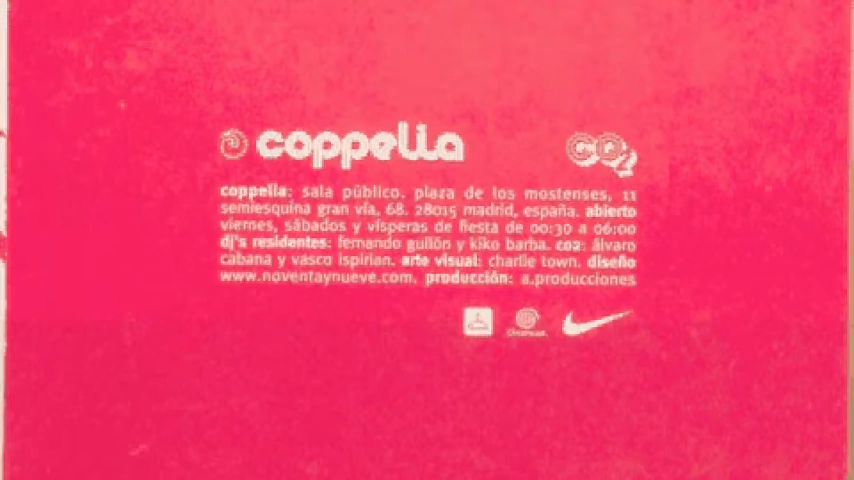 coppelia CO2
coppelia: sala público. plaza de los mostenses, 11
semiesquina gran vía, 68. 28015 madrid, españa. abierto
viernes, sábados y vísperas de fiesta de 00:30 a 06:00
dj's residentes: fernando gullón y kiko barba. co2: álvaro
cabana y vasco ispirian. arte visual: charlie town. diseño
www.noventaynueve.com. producción: a.producciones
Dreamcast.